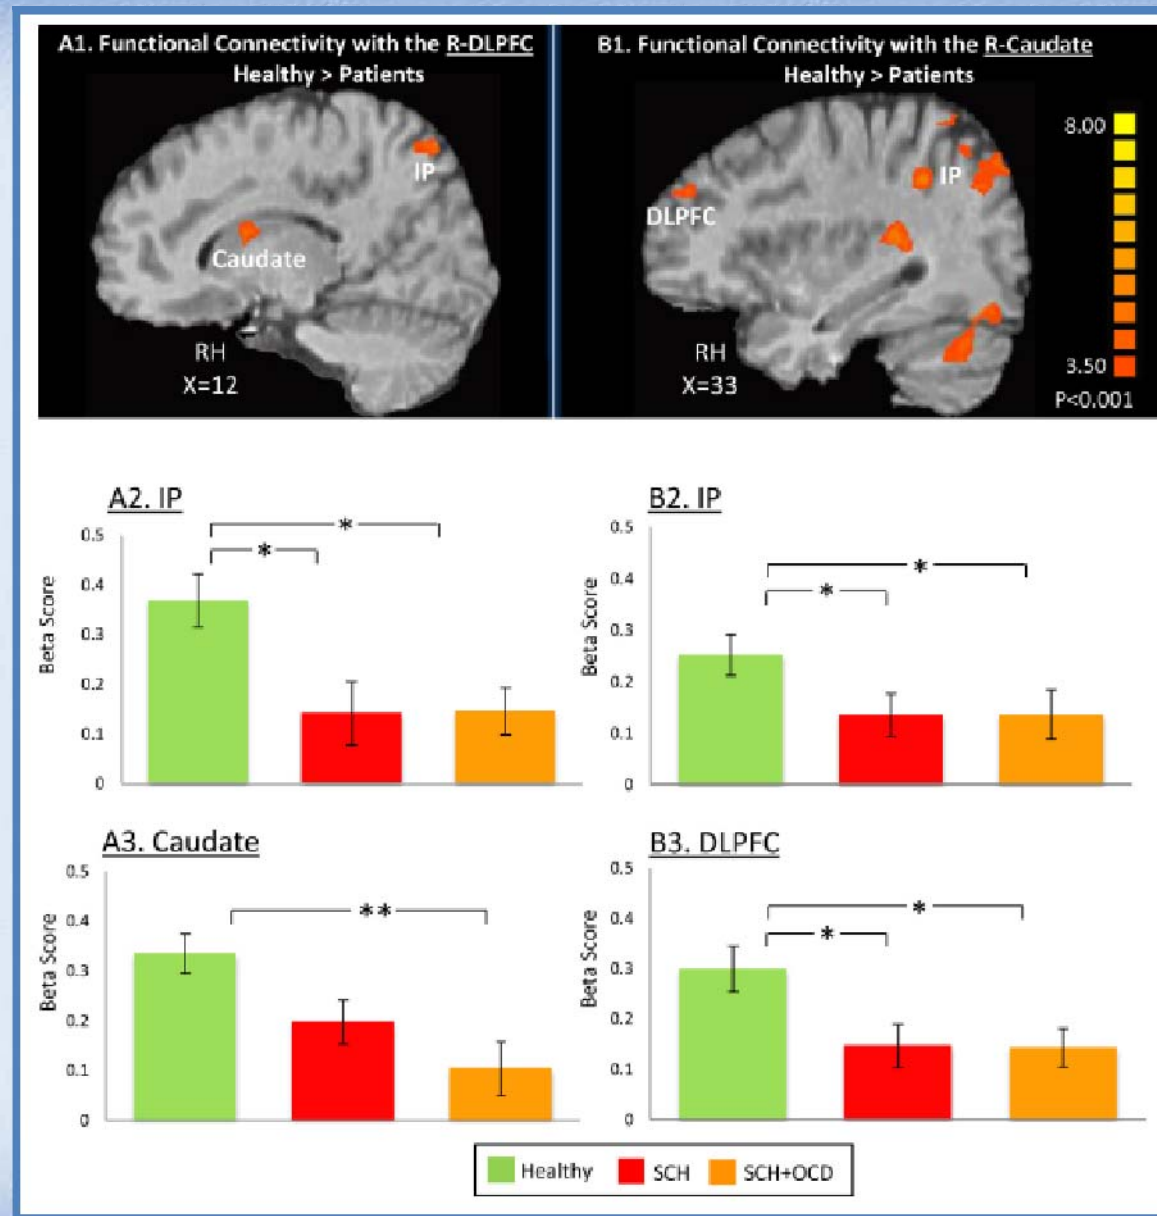 A1. Functional Connectivity with the R-DLPFC
Healthy > Patients
IP
Caudate
RH
X=12
B1. Functional Connectivity with the R-Caudate
Healthy > Patients
8.00
IP
DLPFC
RH
X=33
3.50
P<0.001
A2. IP
0.5
0.4
0.3
0.2
0.1
0
Beta Score
*
*
B2. IP
0.5
0.4
0.3
0.2
0.1
0
Beta Score
*
*
A3. Caudate
0.5
0.4
0.3
0.2
0.1
0
Beta Score
**
B3. DLPFC
0.5
0.4
0.3
0.2
0.1
0
Beta Score
*
*
Healthy SCH SCH+OCD